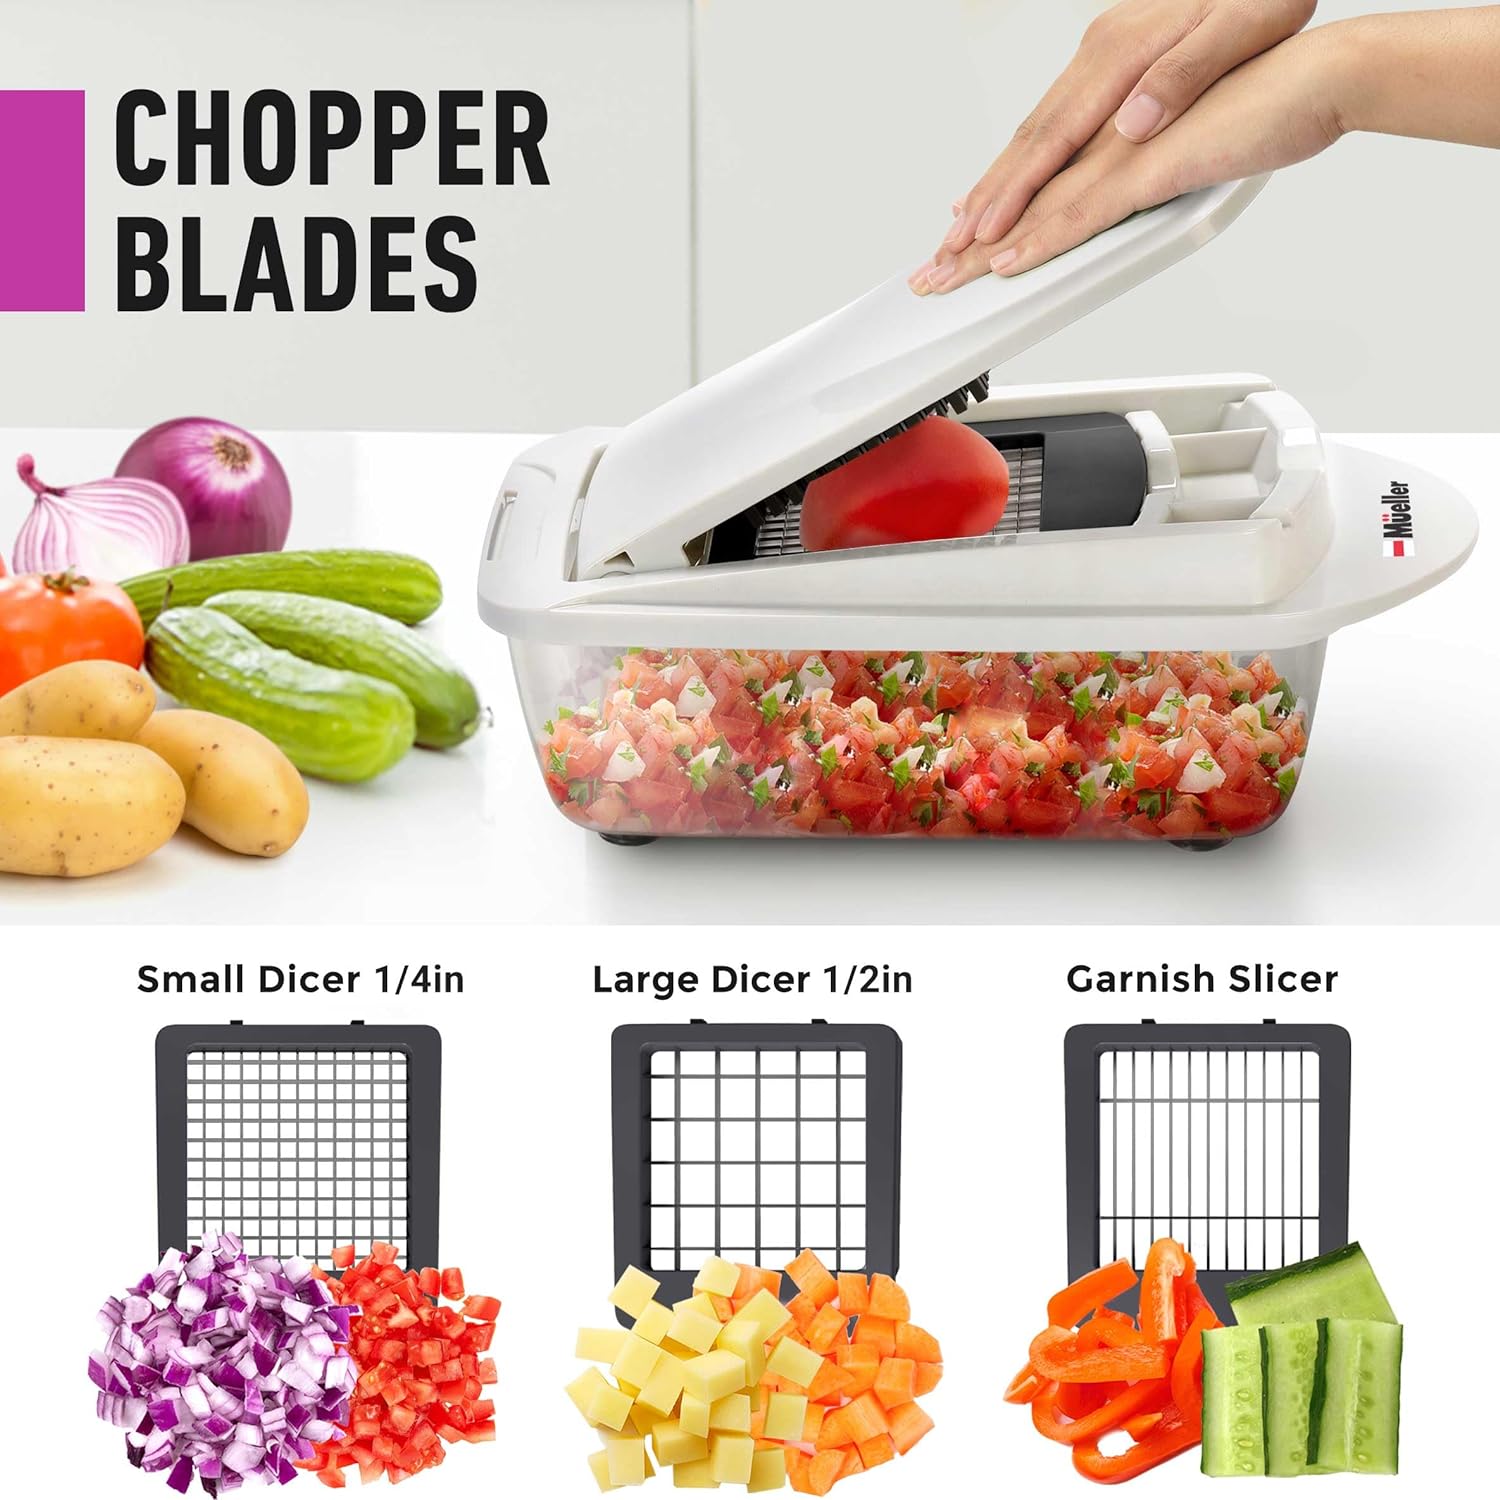 CHOPPER
BLADES
Mueller
Small Dicer 1/4in
Large Dicer 1/2in
Garnish Slicer